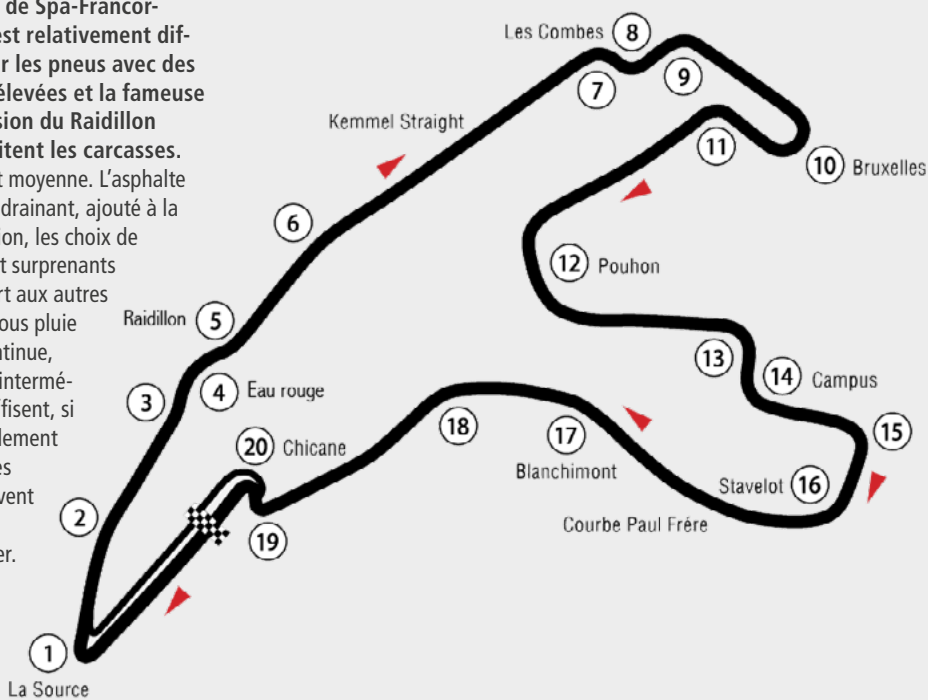 de Spa-Francor-
est relativement dif-
r les pneus avec des
élevées et la fameuse
sion du Raidillon
itent les carcasses.
t moyenne. L’asphalte
drainant, ajouté à la
ion, les choix de
t surprenants
rt aux autres
ous pluie
tinue,
intermé-
ffisent, si
lement
es
vent
er.
Les Combes 8
7
9
Kemmel Straight
11
10 Bruxelles
6
12 Pouhon
Raidillon 5
13
14 Campus
4 Eau rouge
3
15
18
17
Blanchimont
20 Chicane
Stavelot 16
2
Courbe Paul Frére
19
1
La Source